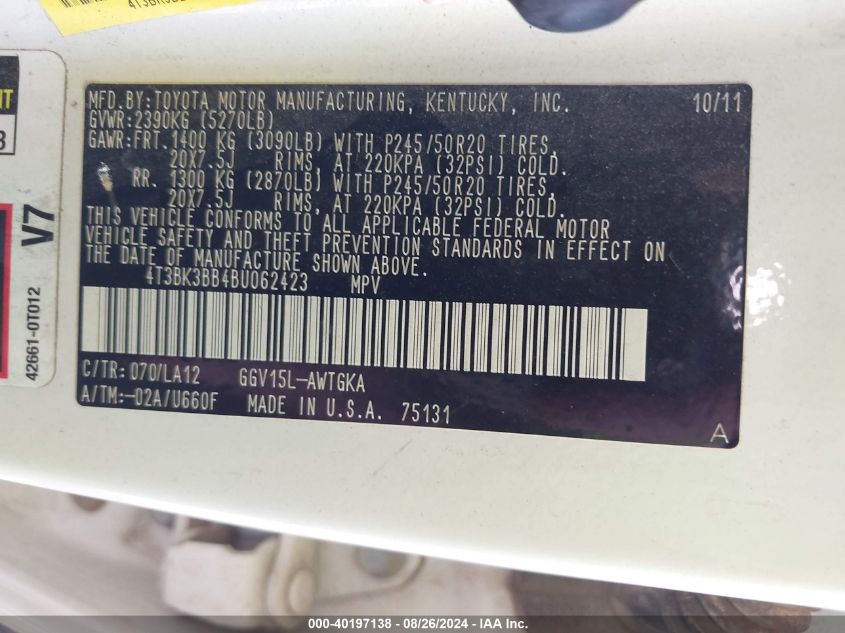 MFD.BY:TOYOTA MOTOR MANUFACTURING, KENTUCKY, INC. 10/11
GVWR:2390KG (5270LB)
GAWR:FRT.1400 KG (3090LB) WITH P245/50R20 TIRES,
20X7.5J RIMS, AT 220KPA (32PSI) COLD.
RR. 1300 KG (2870LB) WITH P245/50R20 TIRES,
20X7.5J RIMS, AT 220KPA (32PSI) COLD.
THIS VEHICLE CONFORMS TO ALL APPLICABLE FEDERAL MOTOR
VEHICLE SAFETY AND THEFT PREVENTION STANDARDS IN EFFECT ON
THE DATE OF MANUFACTURE SHOWN ABOVE.
4T3BK3BB4BU062423 MPV
C/TR:070/LA12 GGV15L-AWTGKA
A/TM:-02A/U660F MADE IN U.S.A. 75131
A
V7
42661-0T012
000-40197138 - 08/26/2024 - IAA Inc.